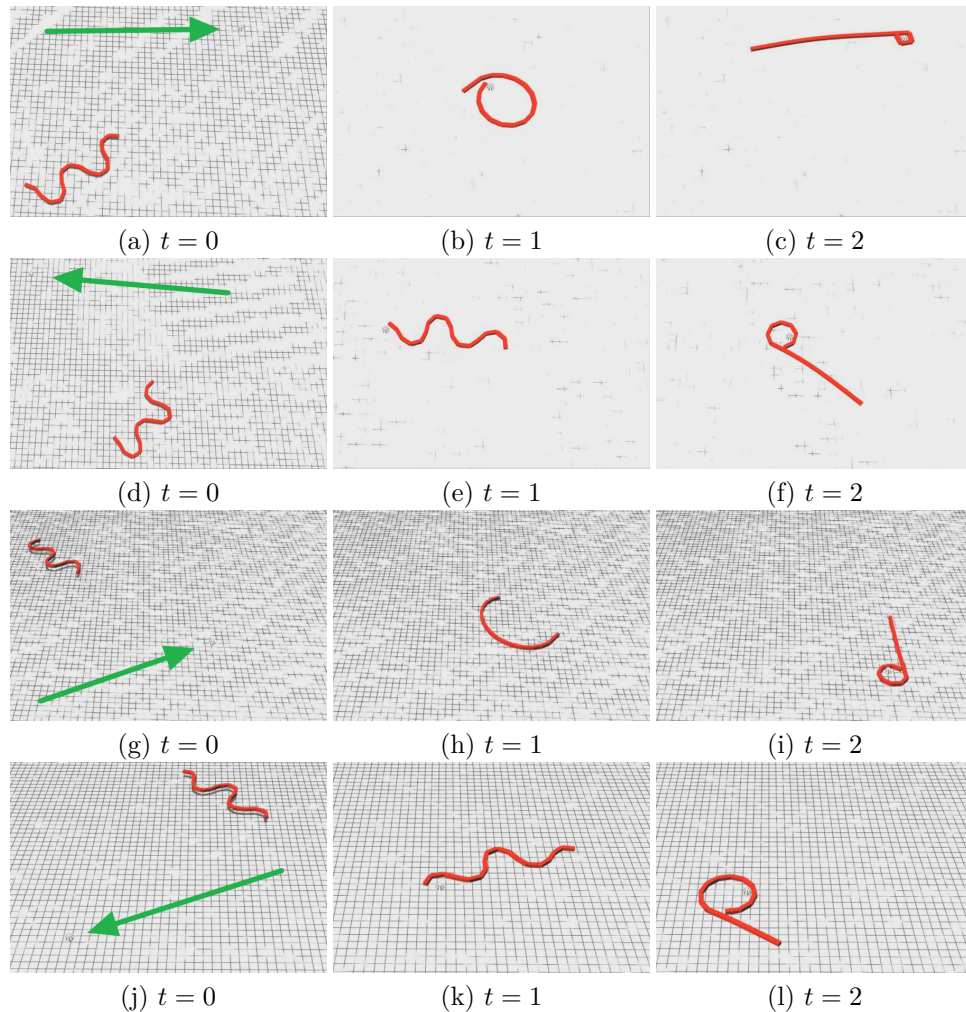 (a) t = 0
(b) t = 1
(c) t = 2
(d) t = 0
(e) t = 1
(f) t = 2
(g) t = 0
(h) t = 1
(i) t = 2
(j) t = 0
(k) t = 1
(l) t = 2